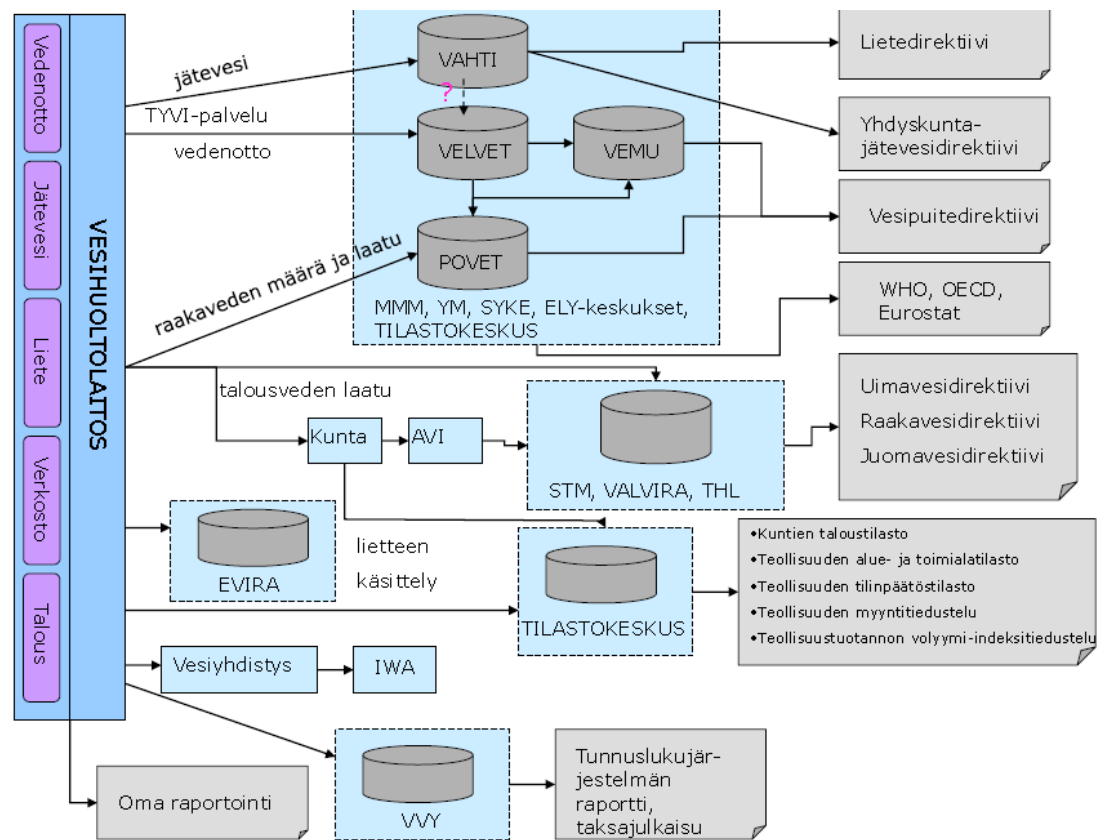 Vedenotto
Jätevesi
Liete
Verkosto
Talous
VESIHUOLTOLAITOS
jätevesi
TYVI-palvelu
vedenotto
raakaveden määrä ja laatu
VAHTI
?
VELVET
VEMU
POVET
MMM, YM, SYKE, ELY-keskukset,
TILASTOKESKUS
Lietedirektiivi
Yhdyskunta-
jätevesidirektiivi
Vesipuitedirektiivi
WHO, OECD,
Eurostat
talousveden laatu
Kunta
AVI
STM, VALVIRA, THL
Uimavesidirektiivi
Raakavesidirektiivi
Juomavesidirektiivi
EVIRA
lietteen
käsittely
TILASTOKESKUS
•Kuntien taloustilasto
•Teollisuuden alue- ja toimialatilasto
•Teollisuuden tilinpäätöstilasto
•Teollisuuden myyntitiedustelu
•Teollisuustuotannon volyymi-indeksitiedustelu
Vesiyhdistys
IWA
Oma raportointi
VVY
Tunnuslukujär-
jestelmän
raportti,
taksajulkaisu